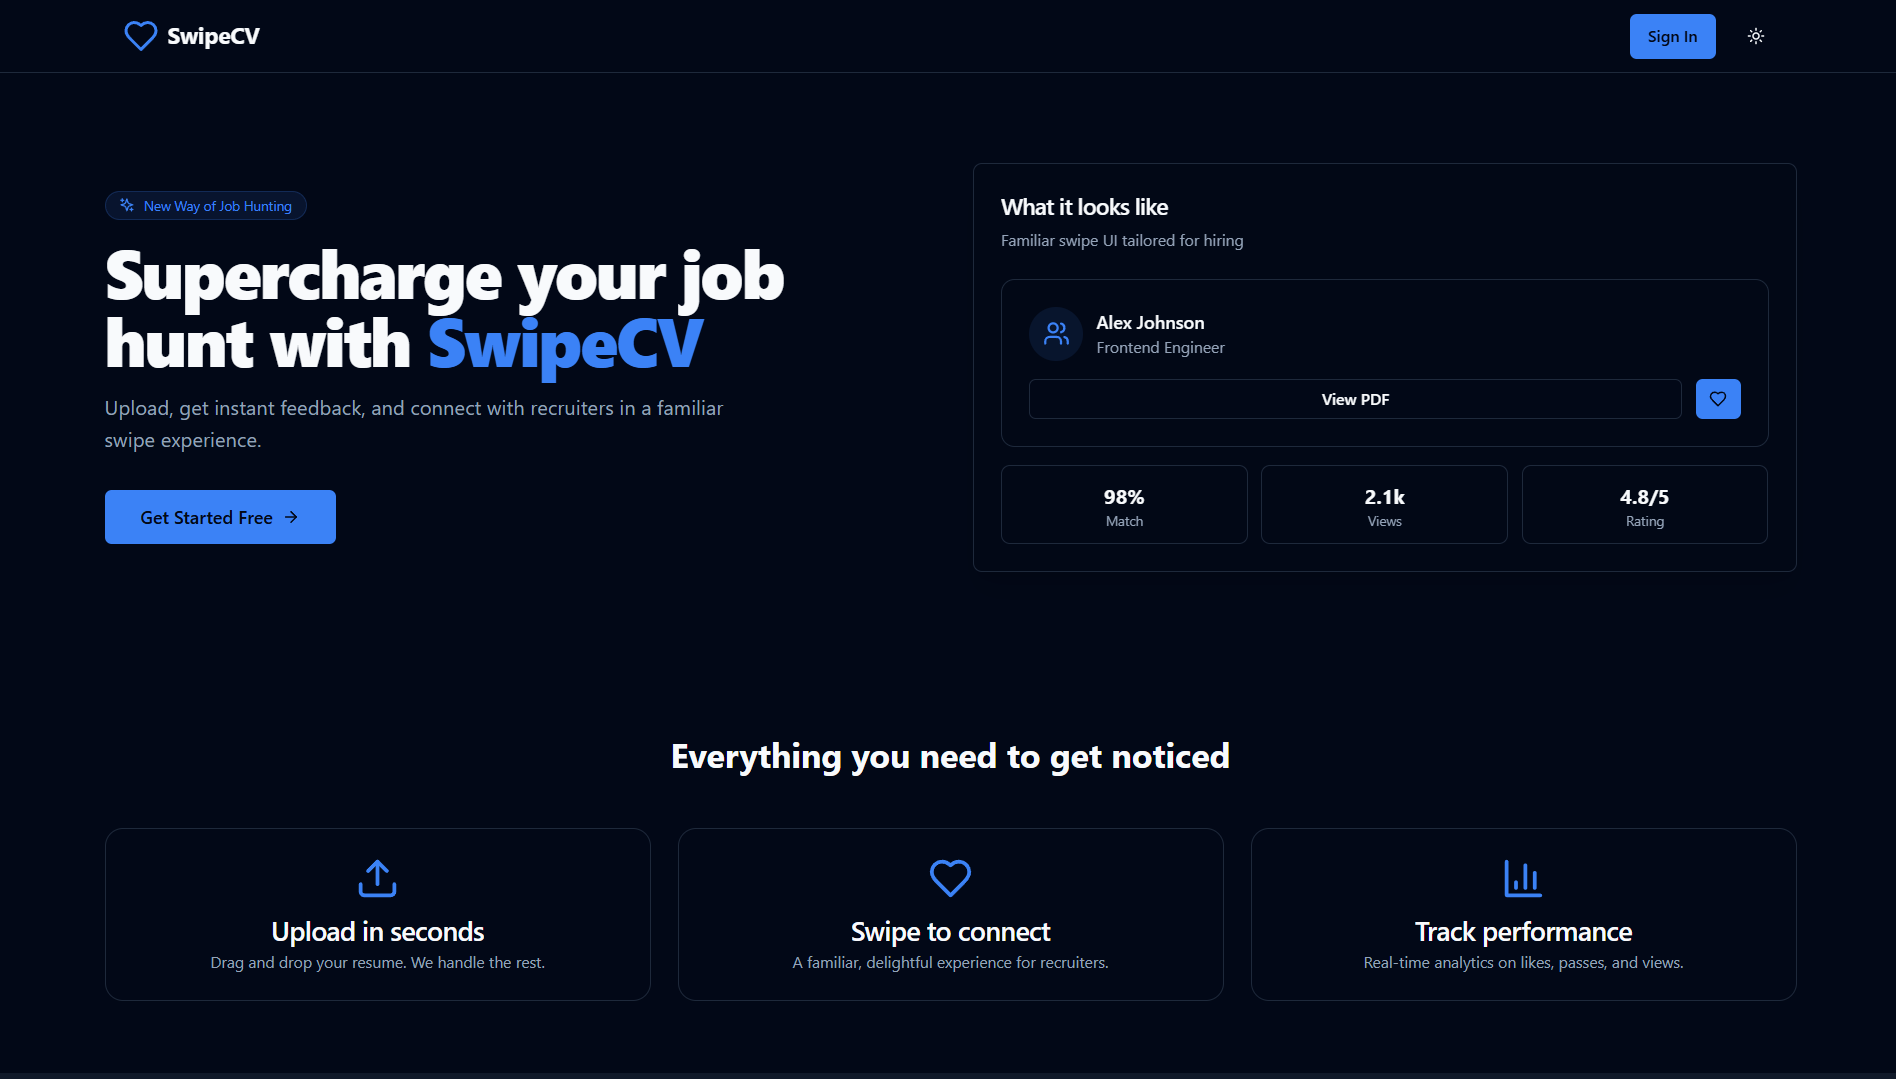 SwipeCV
Sign In
New Way of Job Hunting
Supercharge your job
hunt with SwipeCV
Upload, get instant feedback, and connect with recruiters in a familiar
swipe experience.
Get Started Free
What it looks like
Familiar swipe UI tailored for hiring
Alex Johnson
Frontend Engineer
View PDF
98%
Match
2.1k
Views
4.8/5
Rating
Everything you need to get noticed
Upload in seconds
Drag and drop your resume. We handle the rest.
Swipe to connect
A familiar, delightful experience for recruiters.
Track performance
Real-time analytics on likes, passes, and views.